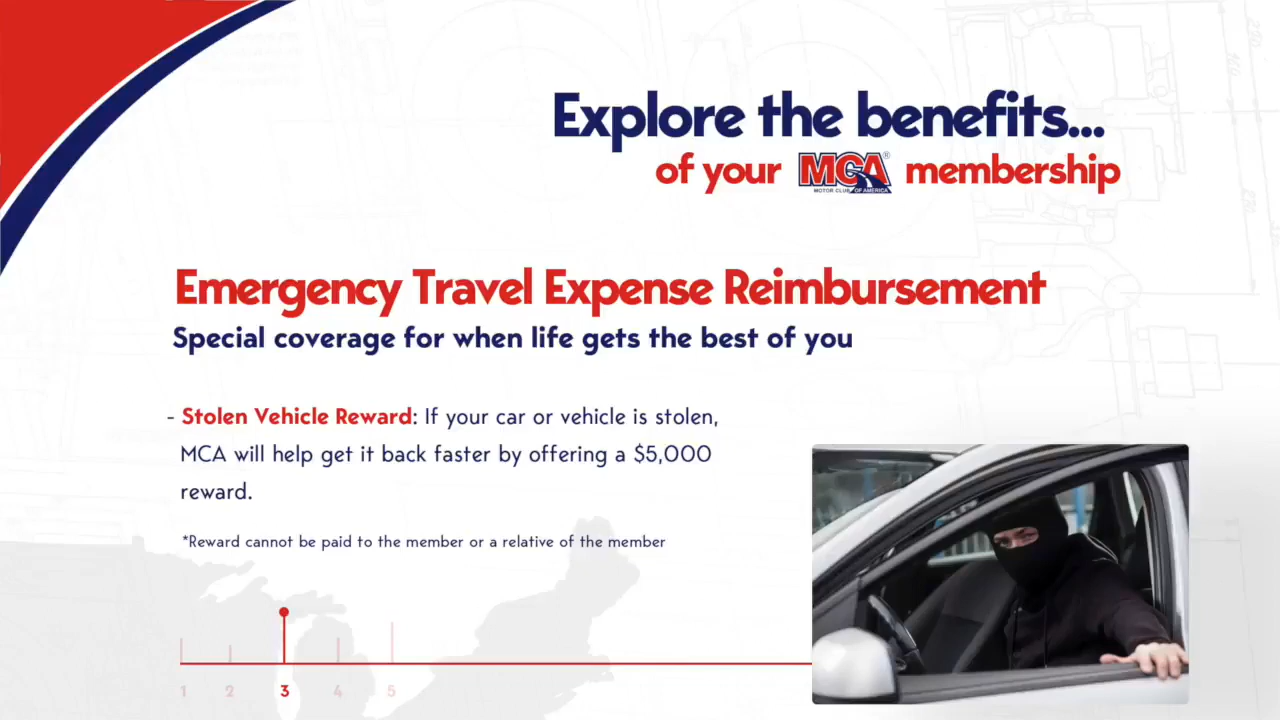 Explore the benefits...
of your MCA® membership
MOTOR CLUB OF AMERICA
Emergency Travel Expense Reimbursement
Special coverage for when life gets the best of you
- Stolen Vehicle Reward: If your car or vehicle is stolen,
MCA will help get it back faster by offering a $5,000
reward.
*Reward cannot be paid to the member or a relative of the member
1 2 3 4 5